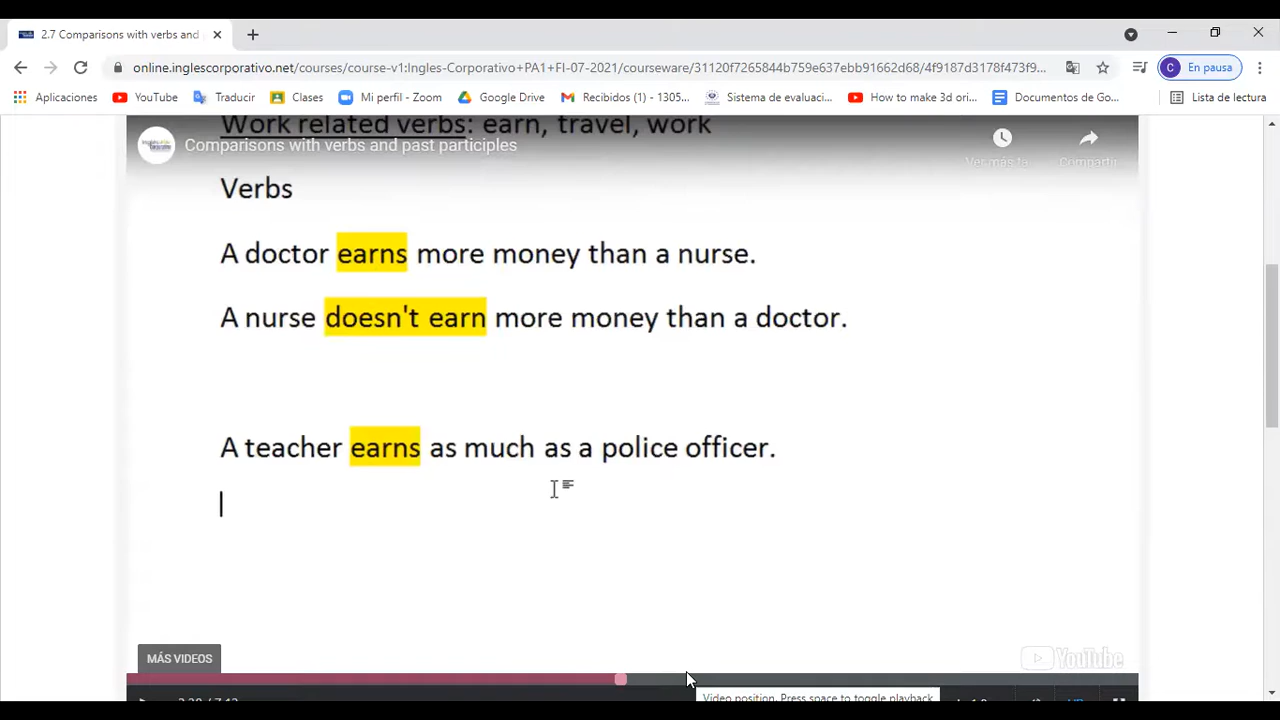 2.7 Comparisons with verbs and
online.inglescorporativo.net/courses/course-v1:Ingles-Corporativo+PA1+FI-07-2021/courseware/31120f7265844b759e637ebb91662d68/4f9187d3178f473f9...
C En pausa
Aplicaciones YouTube Traducir Clases Mi perfil - Zoom Google Drive Recibidos (1) - 1305... Sistema de evaluaci... How to make 3d ori... Documentos de Go... Lista de lectura
Work related verbs: earn, travel, work
Comparisons with verbs and past participles
Ver más ta
Compartir
Verbs
A doctor earns more money than a nurse.
A nurse doesn't earn more money than a doctor.
A teacher earns as much as a police officer.
MÁS VIDEOS
YouTube
Video position. Press space to toggle playback